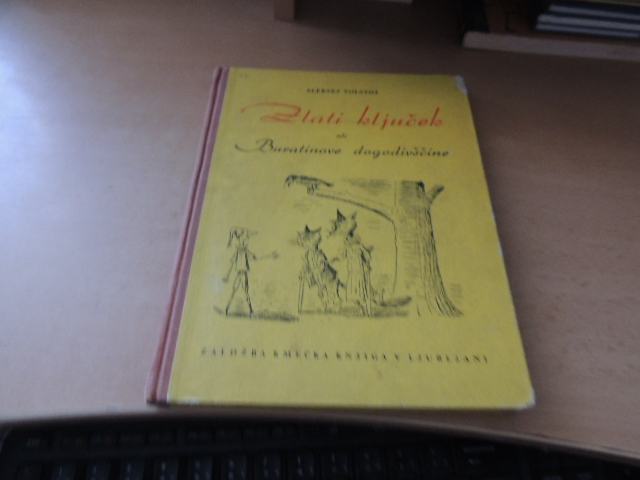 ALEKSEJ TOLSTOJ
Zlati ključek
ali
Buratinove dogodivščine
ZALOŽBA KMEČKA KNJIGA V LJUBLJANI